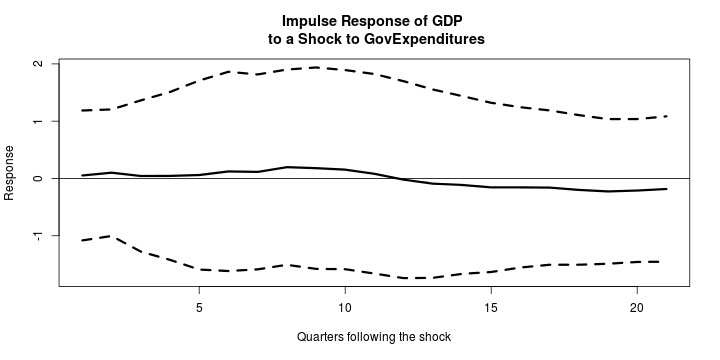 Impulse Response of GDP
to a Shock to GovExpenditures
Response
2
1
0
-1
5 10 15 20
Quarters following the shock